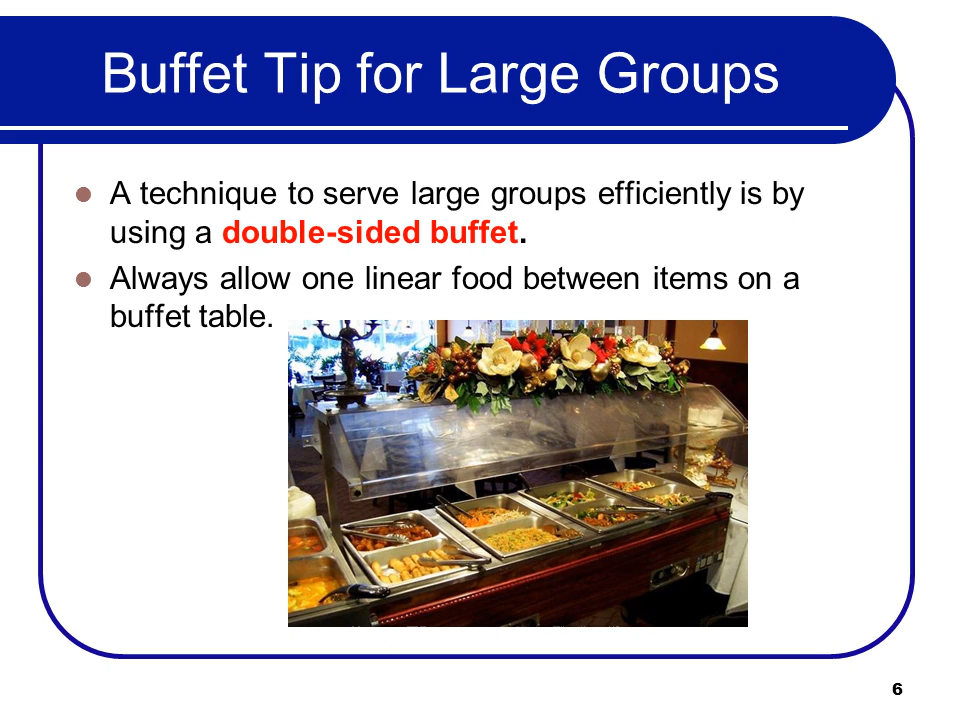 Buffet Tip for Large Groups
A technique to serve large groups efficiently is by
using a double-sided buffet.
Always allow one linear food between items on a
buffet table.
6